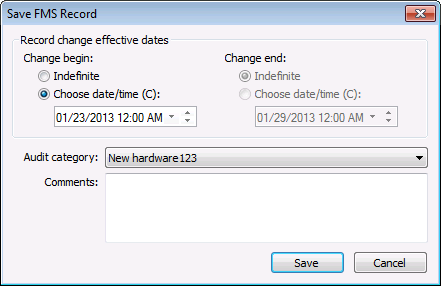 Save FMS Record
Record change effective dates
Change begin: Change end:
Indefinite Indefinite
Choose date/time (C): Choose date/time (C):
01/23/2013 12:00 AM 01/29/2013 12:00 AM
Audit category: New hardware123
Comments:
Save Cancel